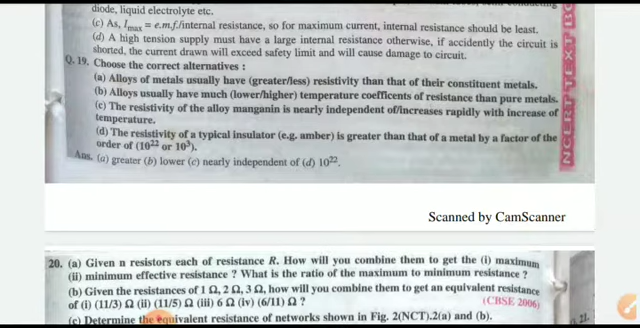 diode, liquid electrolyte etc.
(c) As, Imax = e.m.f./internal resistance, so for maximum current, internal resistance should be least.
(d) A high tension supply must have a large internal resistance otherwise, if accidently the circuit is
shorted, the current drawn will exceed safety limit and will cause damage to circuit.
Q. 19. Choose the correct alternatives :
(a) Alloys of metals usually have (greater/less) resistivity than that of their constituent metals.
(b) Alloys usually have much (lower/higher) temperature coefficents of resistance than pure metals.
(c) The resistivity of the alloy manganin is nearly independent of/increases rapidly with increase of
temperature.
(d) The resistivity of a typical insulator (e.g. amber) is greater than that of a metal by a factor of the
order of (10²² or 10³).
Ans. (a) greater (b) lower (c) nearly independent of (d) 10²².
NCERT TEXT BO
Scanned by CamScanner
20. (a) Given n resistors each of resistance R. How will you combine them to get the (i) maximum
(ii) minimum effective resistance ? What is the ratio of the maximum to minimum resistance ?
(b) Given the resistances of 1 Ω, 2 Ω, 3 Ω, how will you combine them to get an equivalent resistance
of (i) (11/3) Ω (ii) (11/5) Ω (iii) 6 Ω (iv) (6/11) Ω ?
(CBSE 2006)
(c) Determine the equivalent resistance of networks shown in Fig. 2(NCT).2(a) and (b).
21.